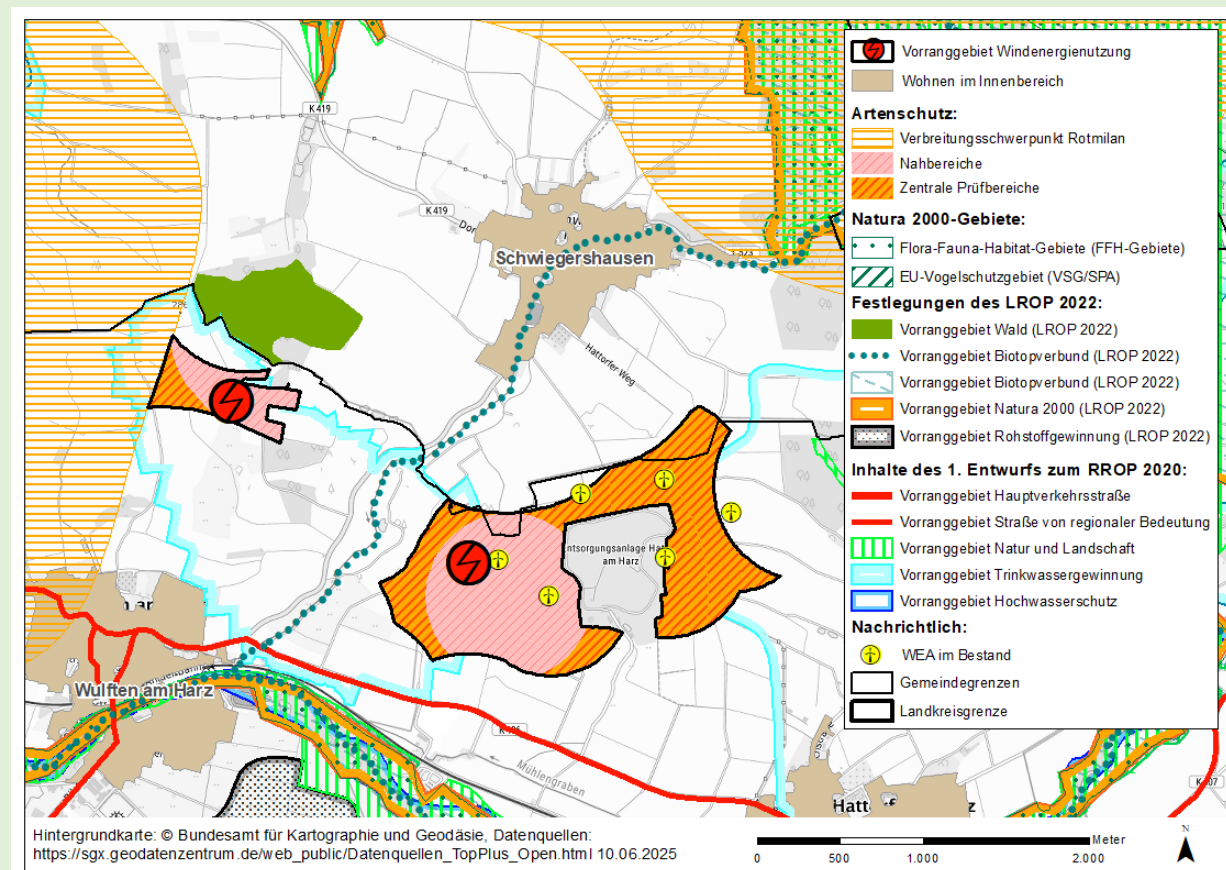 K 419
K 419
Schwiegershausen
Hattorfer Weg
am Harz
Wulften am Harz
Mühlengraben
Vorranggebiet Windenergienutzung
Wohnen im Innenbereich
Artenschutz:
Verbreitungsschwerpunkt Rotmilan
Nahbereiche
Zentrale Prüfbereiche
Natura 2000-Gebiete:
Flora-Fauna-Habitat-Gebiete (FFH-Gebiete)
EU-Vogelschutzgebiet (VSG/SPA)
Festlegungen des LROP 2022:
Vorranggebiet Wald (LROP 2022)
Vorranggebiet Biotopverbund (LROP 2022)
Vorranggebiet Biotopverbund (LROP 2022)
Vorranggebiet Natura 2000 (LROP 2022)
Vorranggebiet Rohstoffgewinnung (LROP 2022)
Inhalte des 1. Entwurfs zum RROP 2020:
Vorranggebiet Hauptverkehrsstraße
Vorranggebiet Straße von regionaler Bedeutung
Vorranggebiet Natur und Landschaft
Vorranggebiet Trinkwassergewinnung
Vorranggebiet Hochwasserschutz
Nachrichtlich:
WEA im Bestand
Gemeindegrenzen
Landkreisgrenze
Hintergrundkarte: © Bundesamt für Kartographie und Geodäsie, Datenquellen:
https://sgx.geodatenzentrum.de/web_public/Datenquellen_TopPlus_Open.html 10.06.2025
Meter
0 500 1.000 2.000
N